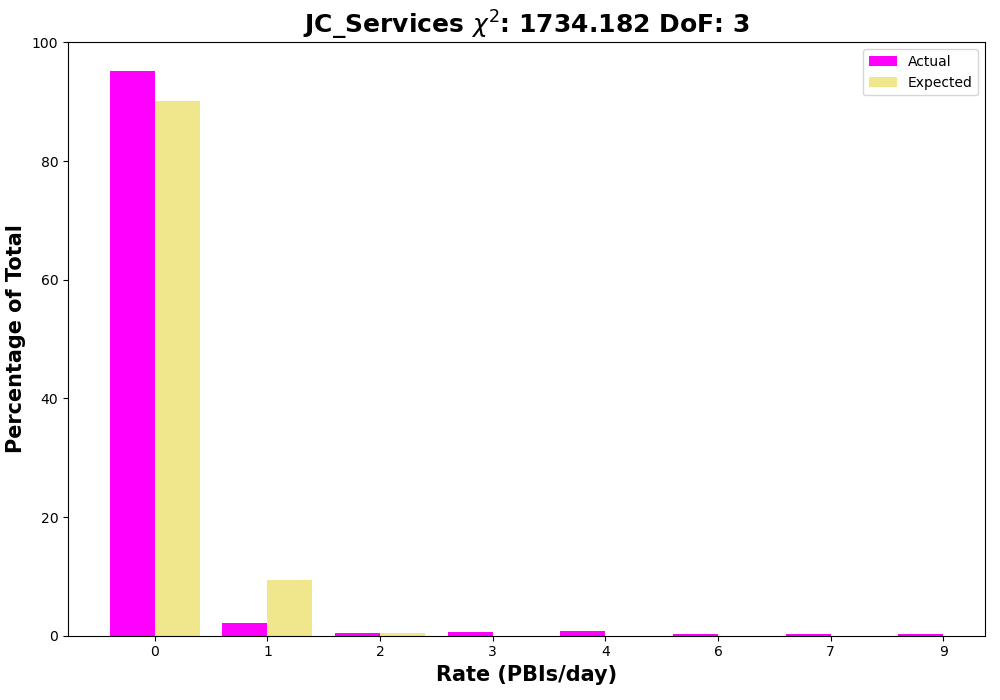 JC_Services χ²: 1734.182 DoF: 3
Actual
Expected
Percentage of Total
100
80
60
40
20
0
0 1 2 3 4 6 7 9
Rate (PBIs/day)